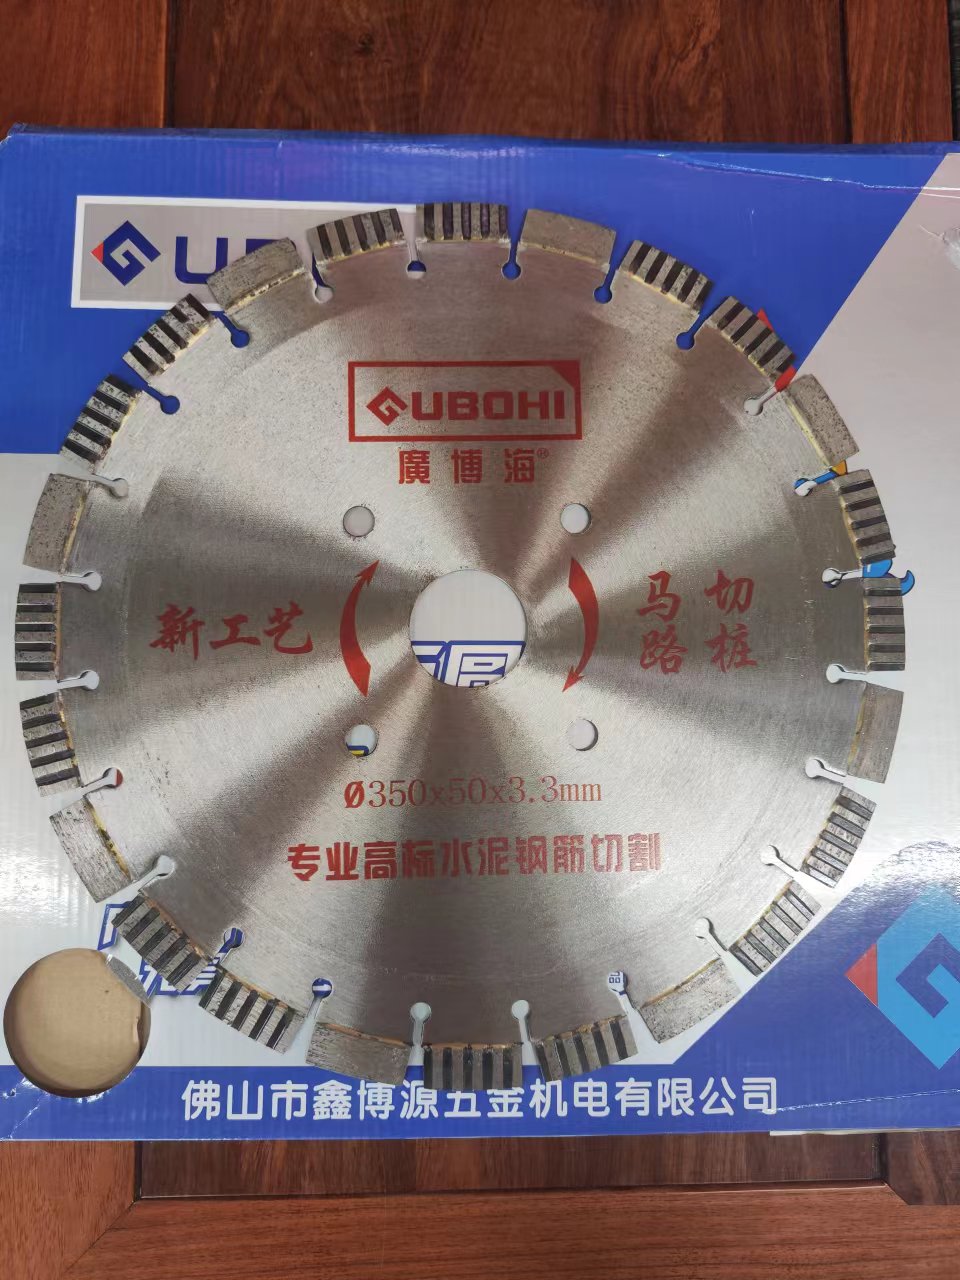 GUBOHI
廣博海®
新工艺
马切
路桩
Ø350x50x3.3mm
专业高标水泥钢筋切割
佛山市鑫博源五金机电有限公司